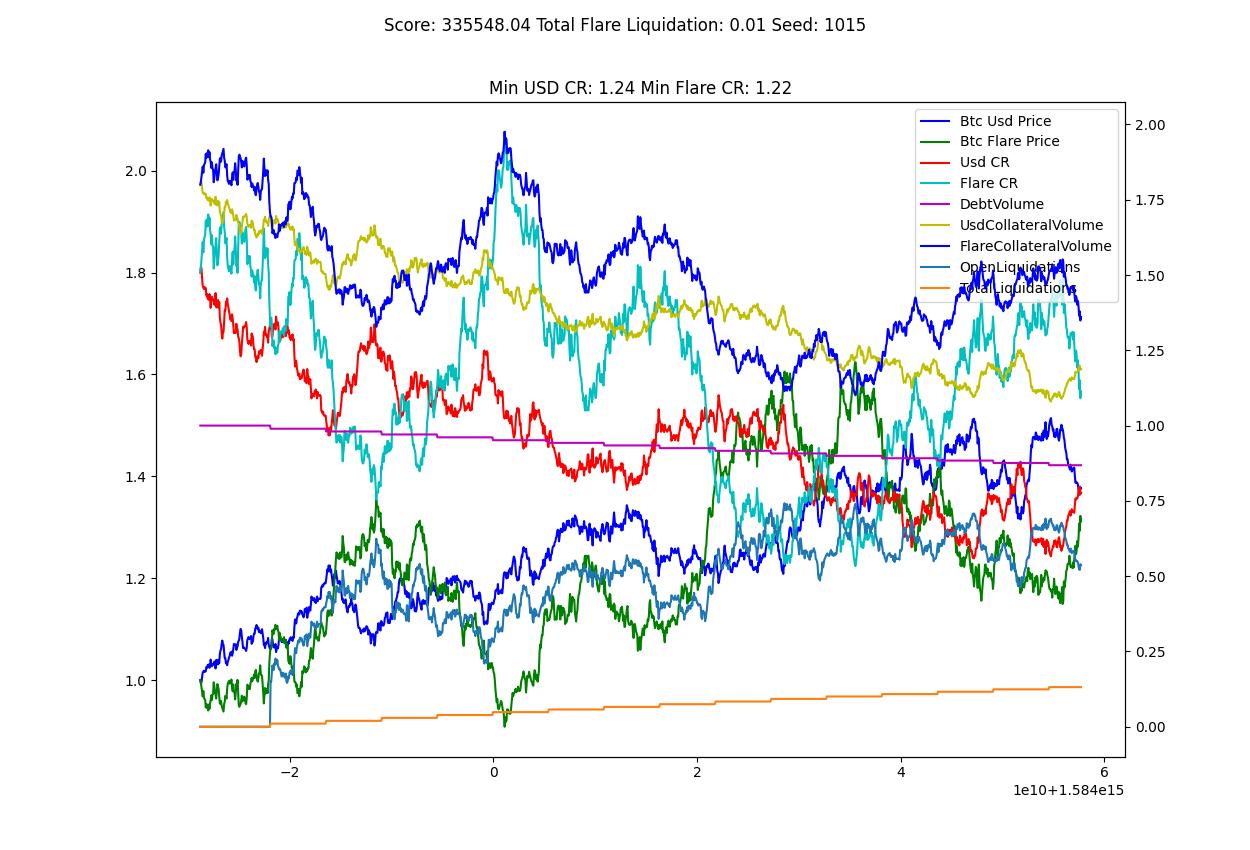 Score: 335548.04 Total Flare Liquidation: 0.01 Seed: 1015
Min USD CR: 1.24 Min Flare CR: 1.22
Btc Usd Price
Btc Flare Price
Usd CR
Flare CR
DebtVolume
UsdCollateralVolume
FlareCollateralVolume
OpenLiquidations
TotalLiquidations
2.0
1.8
1.6
1.4
1.2
1.0
2.00
1.75
1.50
1.25
1.00
0.75
0.50
0.25
0.00
−2 0 2 4 6
1e10+1.584e15